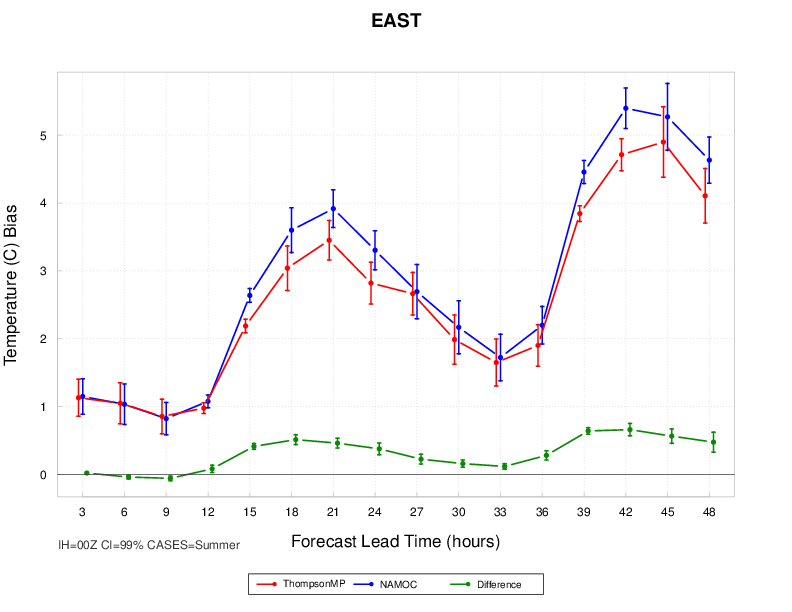 EAST
Temperature (C) Bias
5
4
3
2
1
0
3 6 9 12 15 18 21 24 27 30 33 36 39 42 45 48
Forecast Lead Time (hours)
IH=00Z CI=99% CASES=Summer
ThompsonMP NAMOC Difference